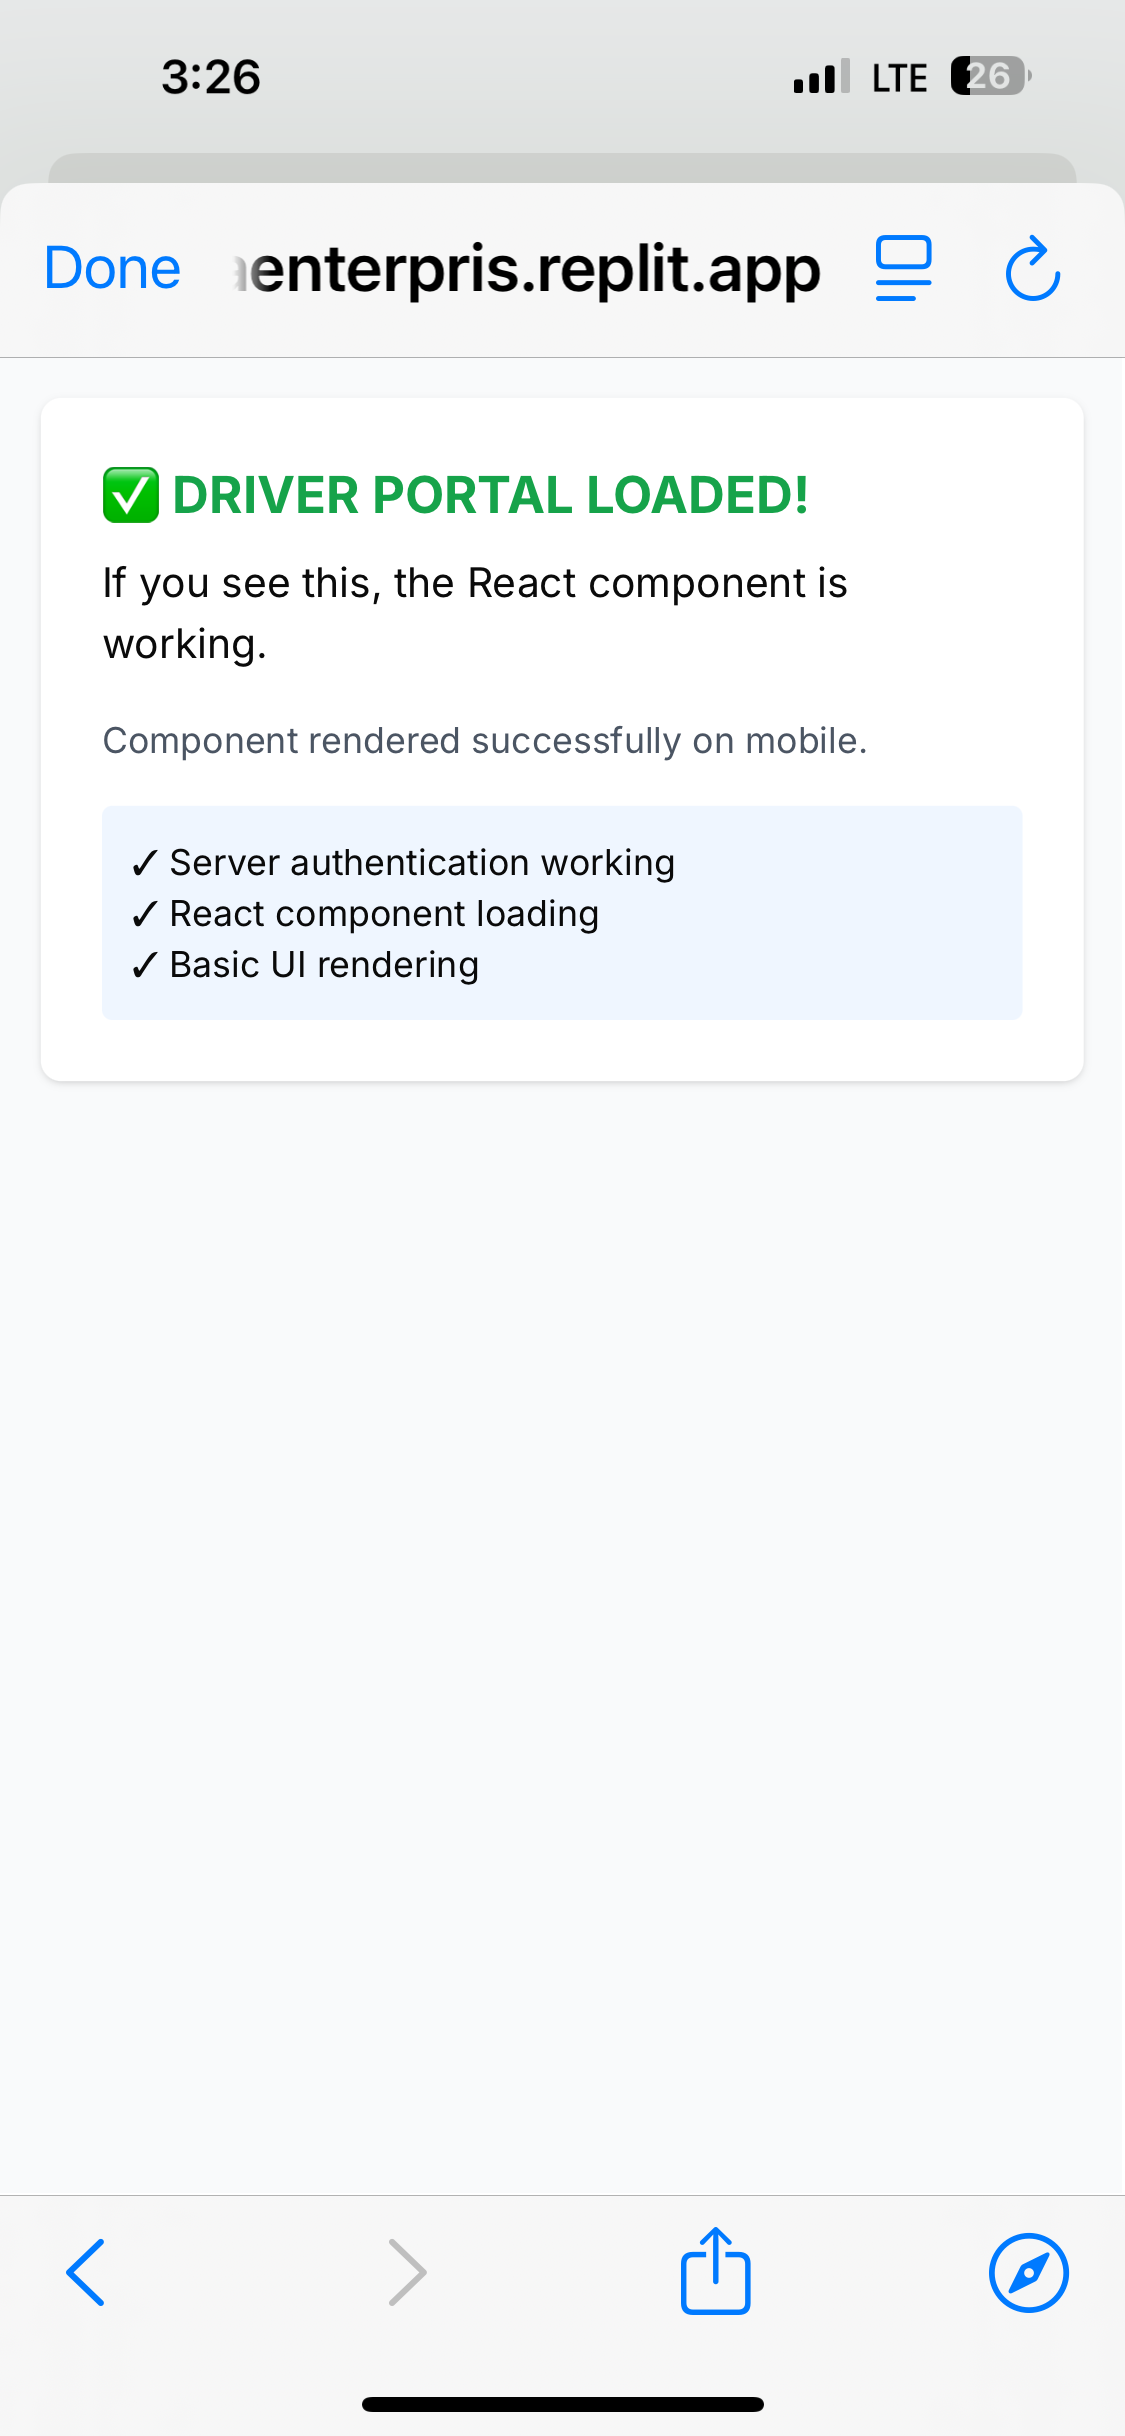 3:26
LTE
26
Done
enterpris.replit.app
✅ DRIVER PORTAL LOADED!
If you see this, the React component is
working.
Component rendered successfully on mobile.
✓ Server authentication working
✓ React component loading
✓ Basic UI rendering